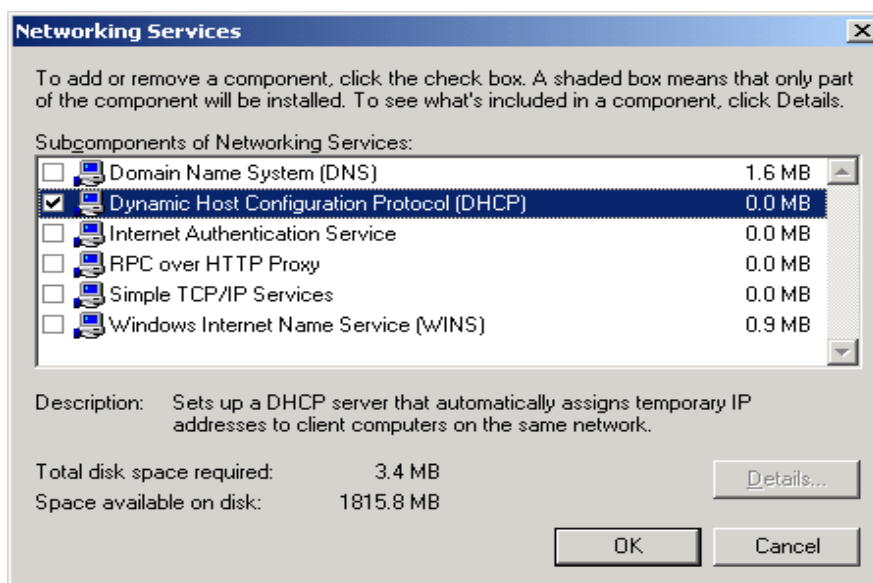 Networking Services
To add or remove a component, click the check box. A shaded box means that only part
of the component will be installed. To see what's included in a component, click Details.
Subcomponents of Networking Services:
Domain Name System (DNS) 1.6 MB
Dynamic Host Configuration Protocol (DHCP) 0.0 MB
Internet Authentication Service 0.0 MB
RPC over HTTP Proxy 0.0 MB
Simple TCP/IP Services 0.0 MB
Windows Internet Name Service (WINS) 0.9 MB
Description: Sets up a DHCP server that automatically assigns temporary IP
addresses to client computers on the same network.
Total disk space required: 3.4 MB
Details...
Space available on disk: 1815.8 MB
OK Cancel